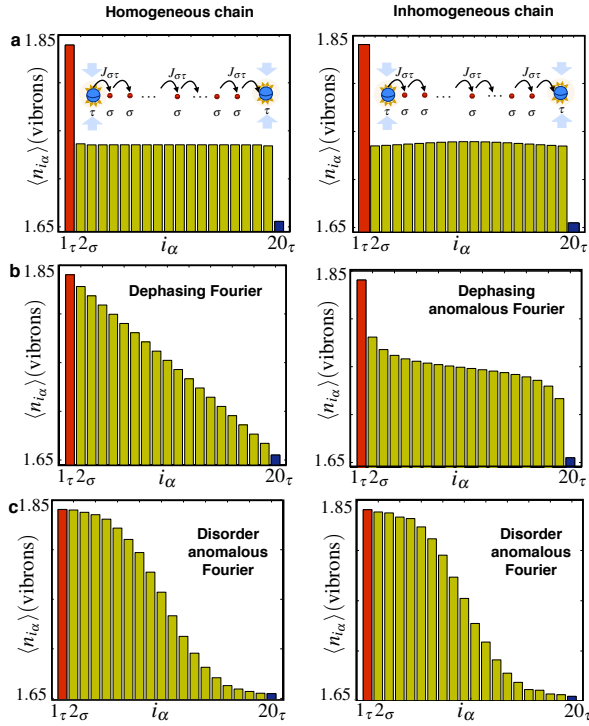 Homogeneous chain
Inhomogeneous chain
a
1.85
⟨n_{i_α}⟩(vibrons)
1.65
J_{στ} J_{στ}
τ σ σ ··· σ ··· σ σ τ
1_τ 2_σ i_α 20_τ
1.85
⟨n_{i_α}⟩(vibrons)
1.65
J_{στ} J_{στ}
τ σ σ ··· σ ··· σ σ τ
1_τ 2_σ i_α 20_τ
b
1.85
⟨n_{i_α}⟩(vibrons)
1.65
Dephasing Fourier
1_τ 2_σ i_α 20_τ
1.85
⟨n_{i_α}⟩(vibrons)
1.65
Dephasing
anomalous Fourier
1_τ 2_σ i_α 20_τ
c
1.85
⟨n_{i_α}⟩(vibrons)
1.65
Disorder
anomalous
Fourier
1_τ 2_σ i_α 20_τ
1.85
⟨n_{i_α}⟩(vibrons)
1.65
Disorder
anomalous
Fourier
1_τ 2_σ i_α 20_τ